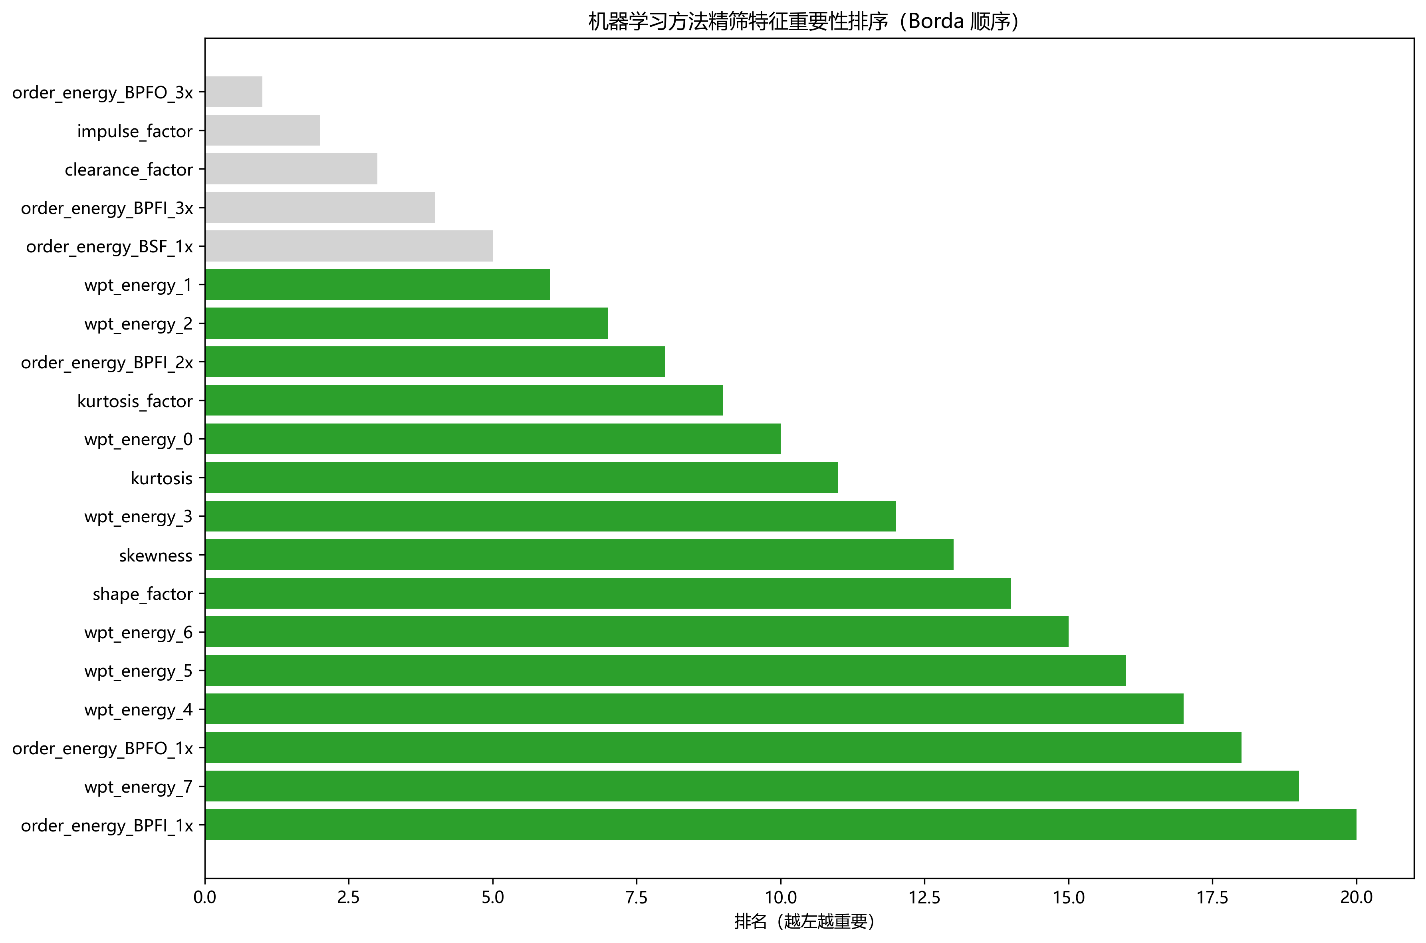 机器学习方法精筛特征重要性排序（Borda 顺序）
order_energy_BPFO_3x
impulse_factor
clearance_factor
order_energy_BPFI_3x
order_energy_BSF_1x
wpt_energy_1
wpt_energy_2
order_energy_BPFI_2x
kurtosis_factor
wpt_energy_0
kurtosis
wpt_energy_3
skewness
shape_factor
wpt_energy_6
wpt_energy_5
wpt_energy_4
order_energy_BPFO_1x
wpt_energy_7
order_energy_BPFI_1x
0.0 2.5 5.0 7.5 10.0 12.5 15.0 17.5 20.0
排名（越左越重要）